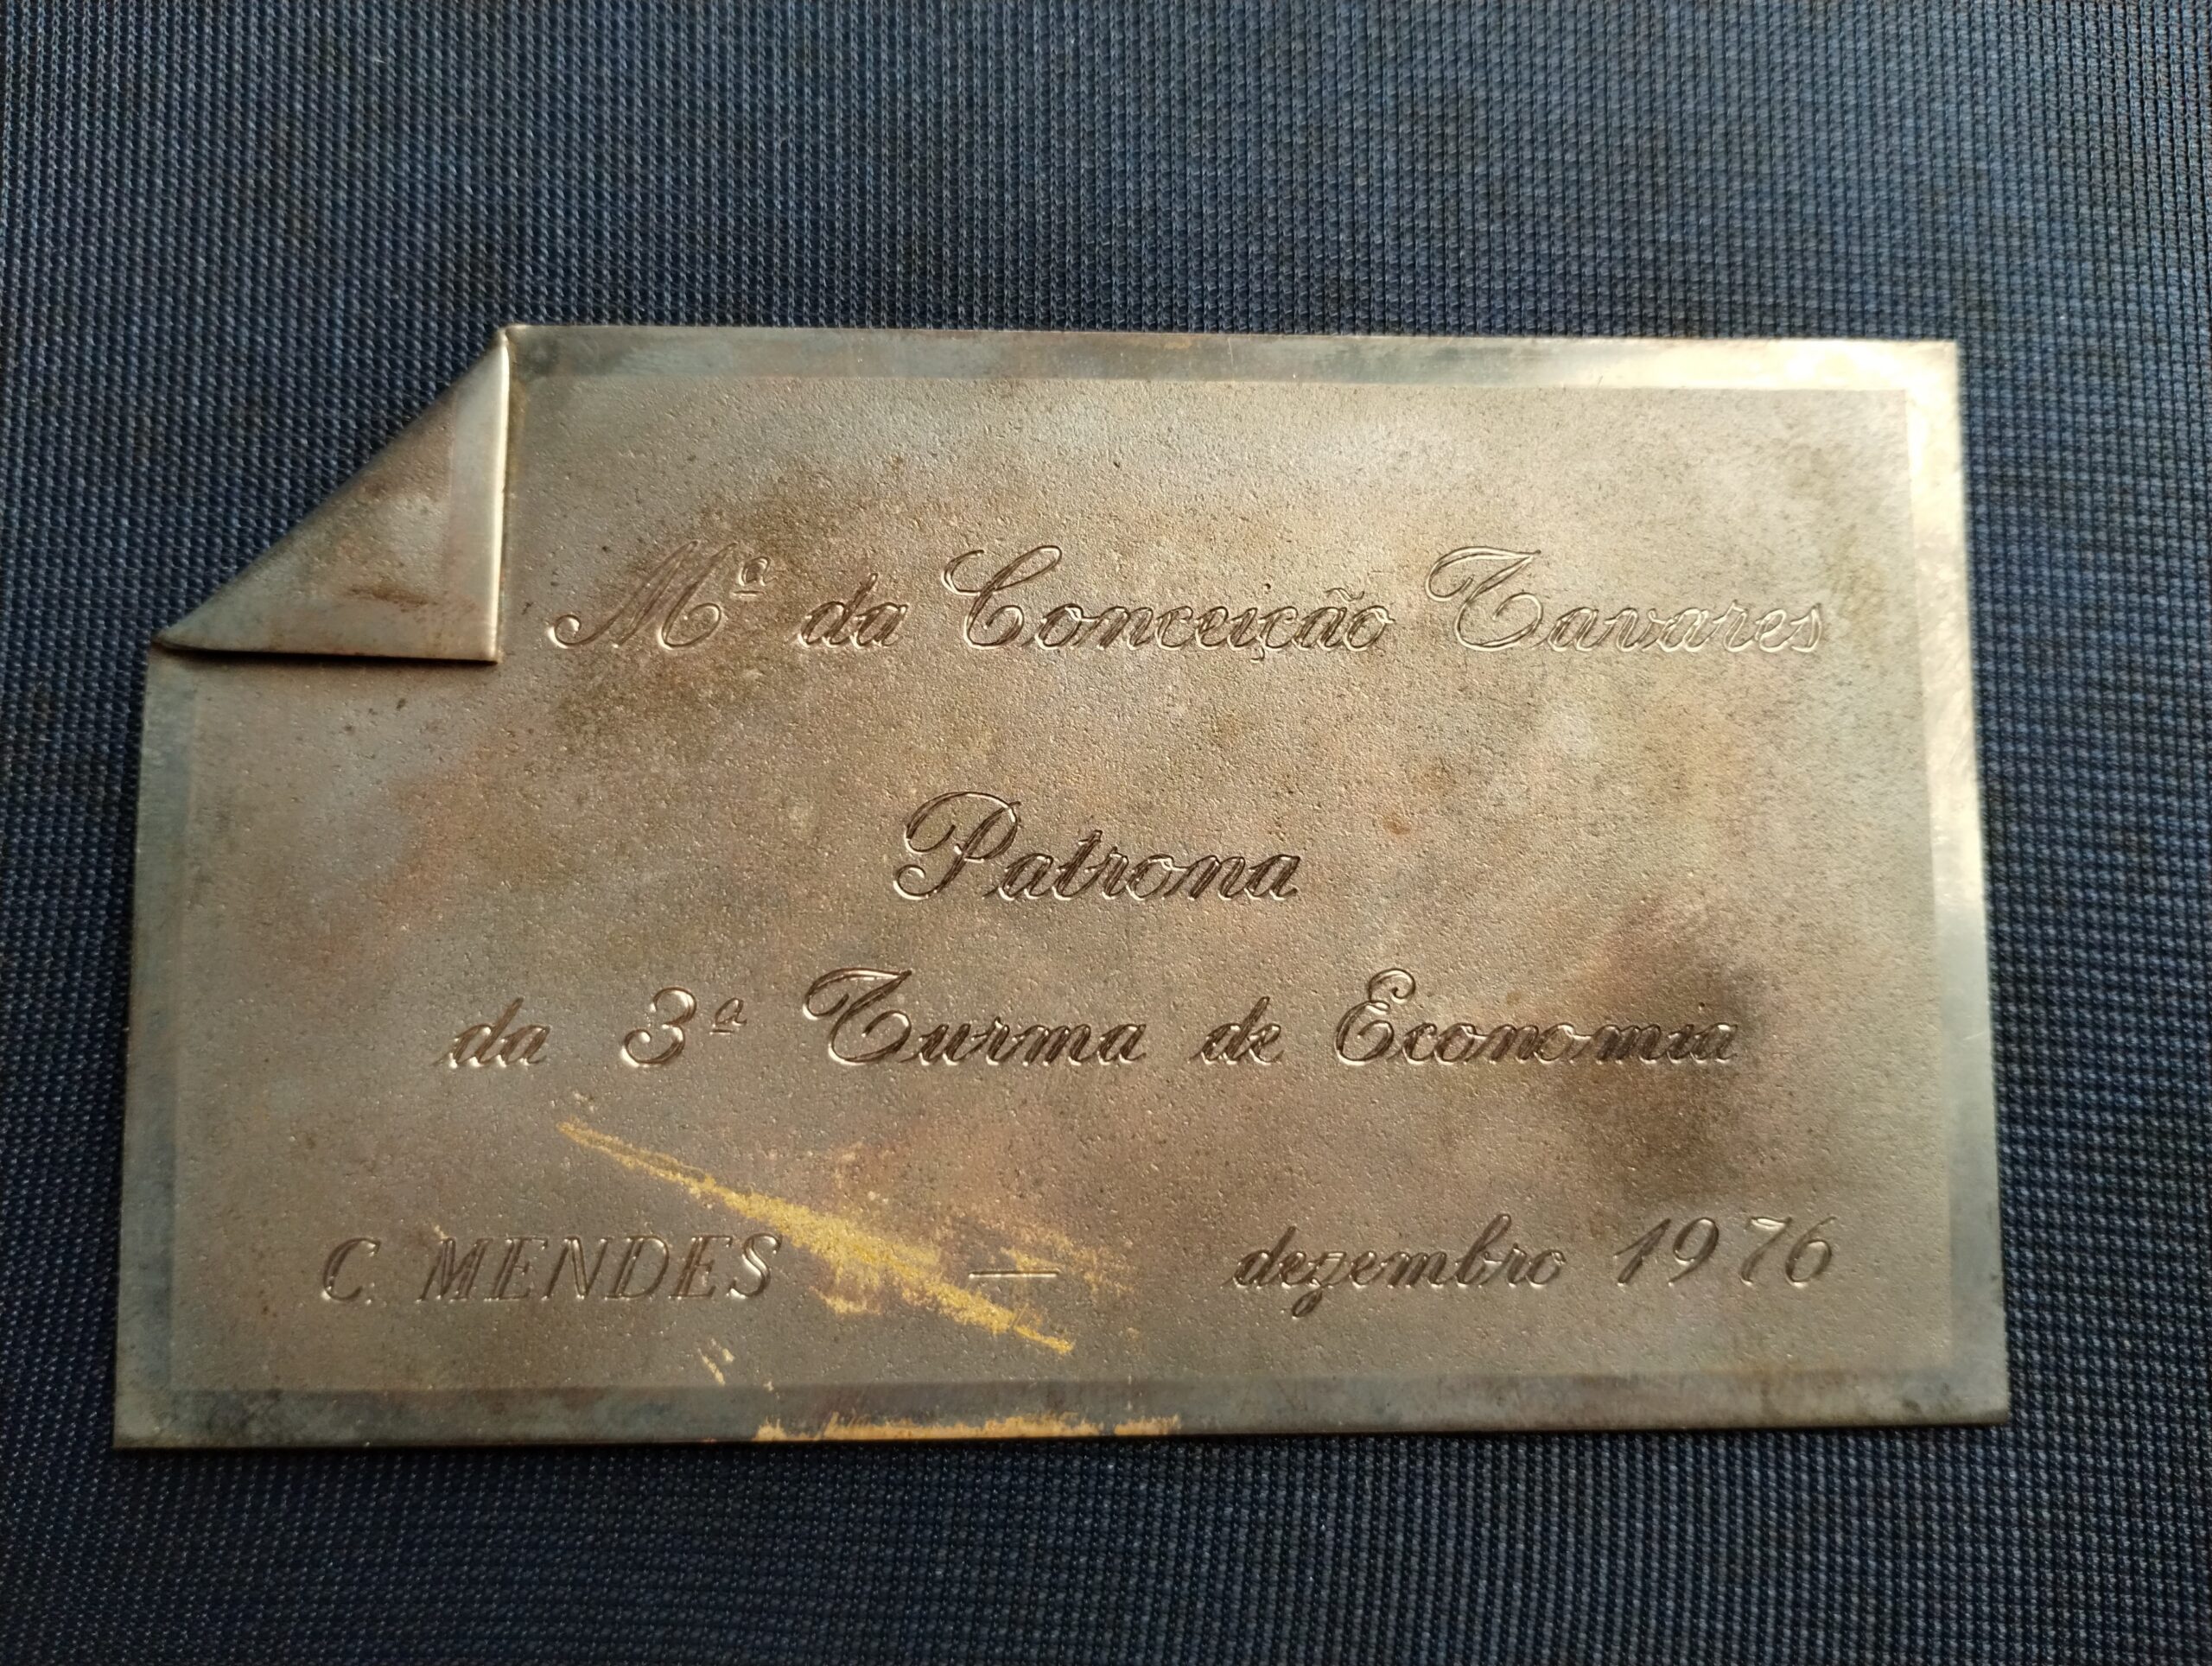 Mª da Conceição Tavares
Patrona
da 3ª Turma de Economia
C. MENDES — dezembro 1976